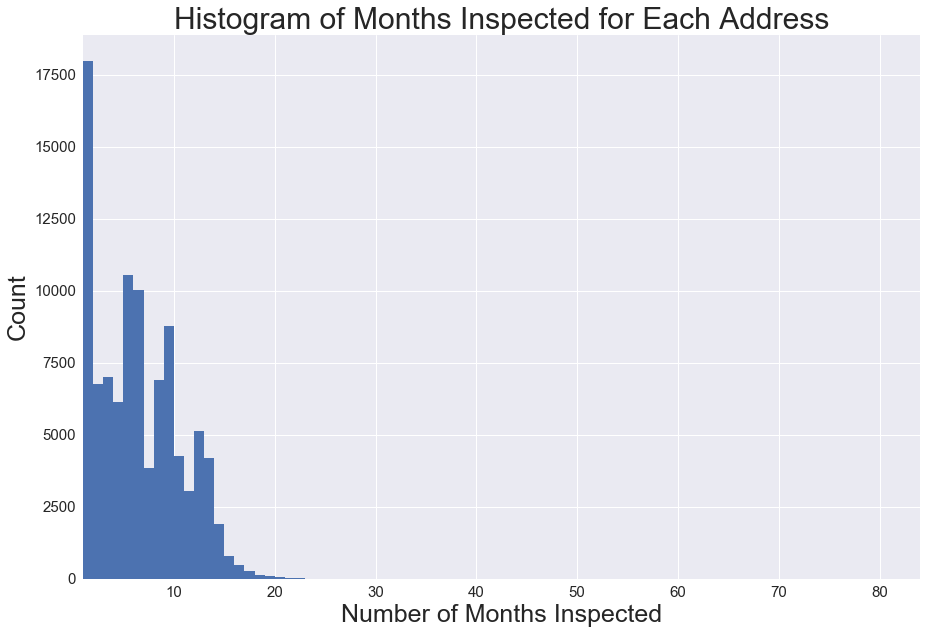 Histogram of Months Inspected for Each Address
17500
15000
12500
10000
7500
5000
2500
0
Count
10 20 30 40 50 60 70 80
Number of Months Inspected